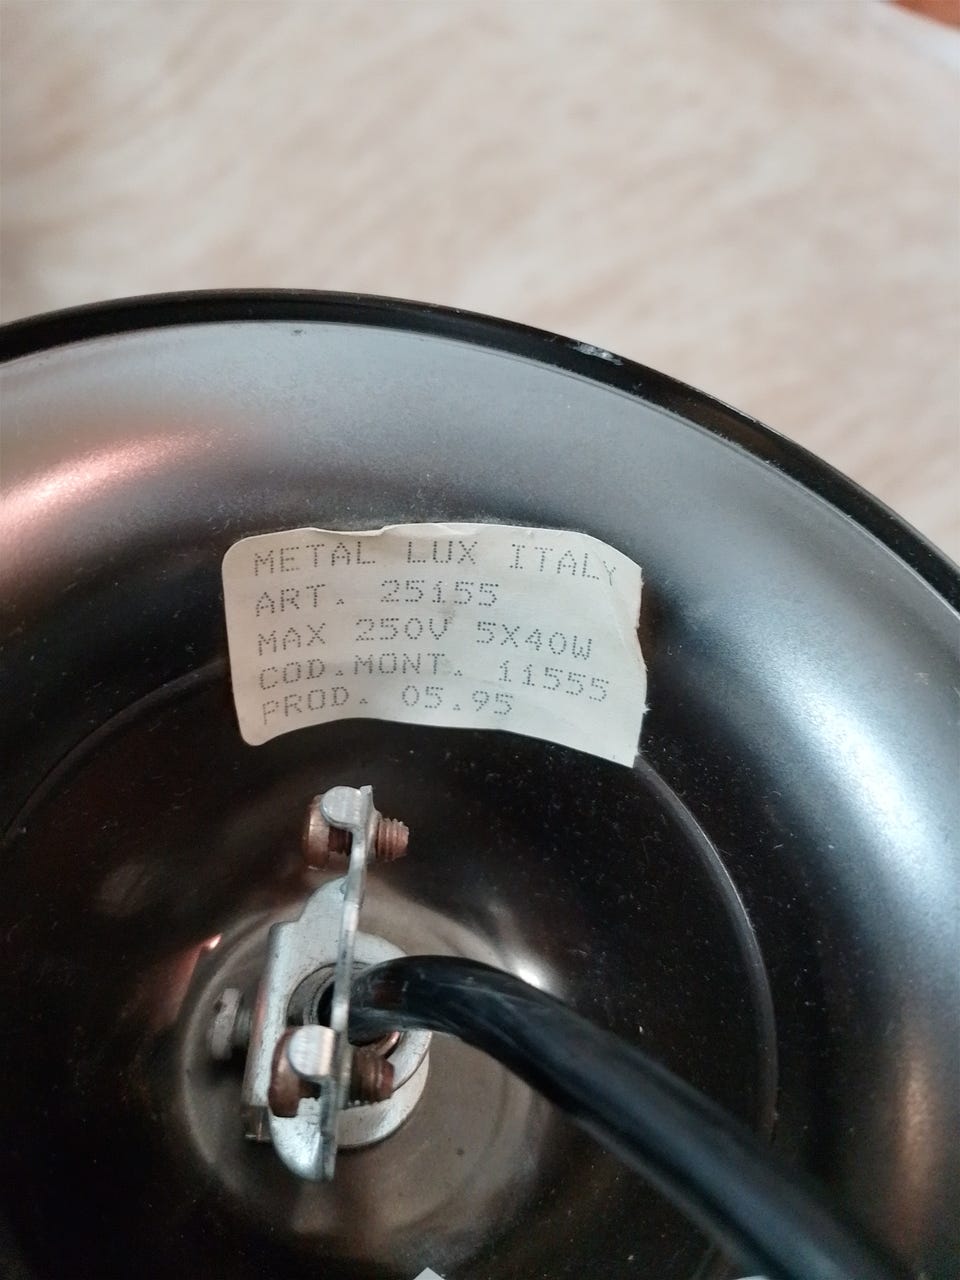 METAL LUX ITALY
ART. 25155
MAX 250V 5X40W
COD.MONT. 11555
PROD. 05.95